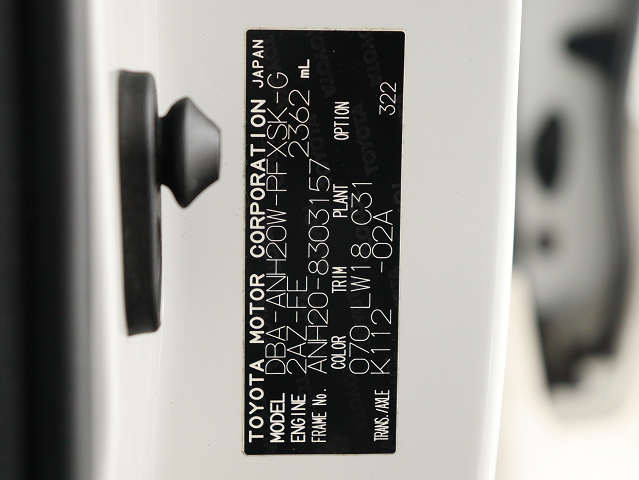 TOYOTA MOTOR CORPORATION JAPAN
MODEL DBA-ANH20W-PFXSK-G
ENGINE 2AZ-FE 2362 mL
FRAME No. ANH20-8303157
COLOR TRIM PLANT OPTION
070 LW18 C31
TRANS./AXLE K112 -02A 322